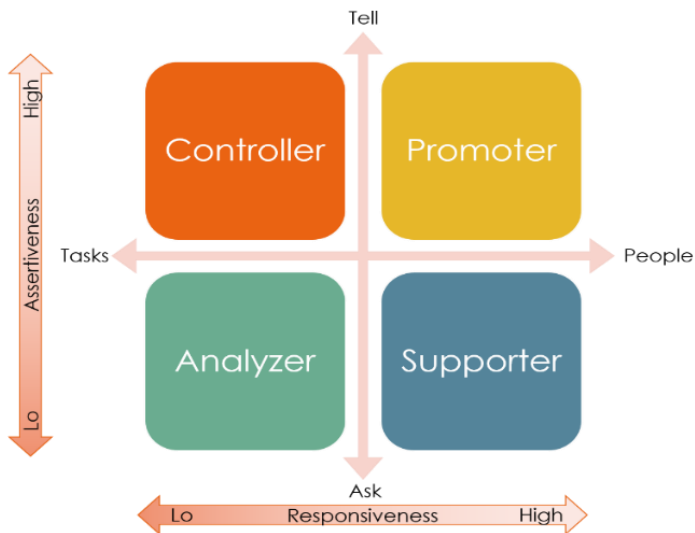 Tell
High
Controller
Promoter
Tasks
People
Assertiveness
Analyzer
Supporter
Lo
Ask
Lo
Responsiveness
High